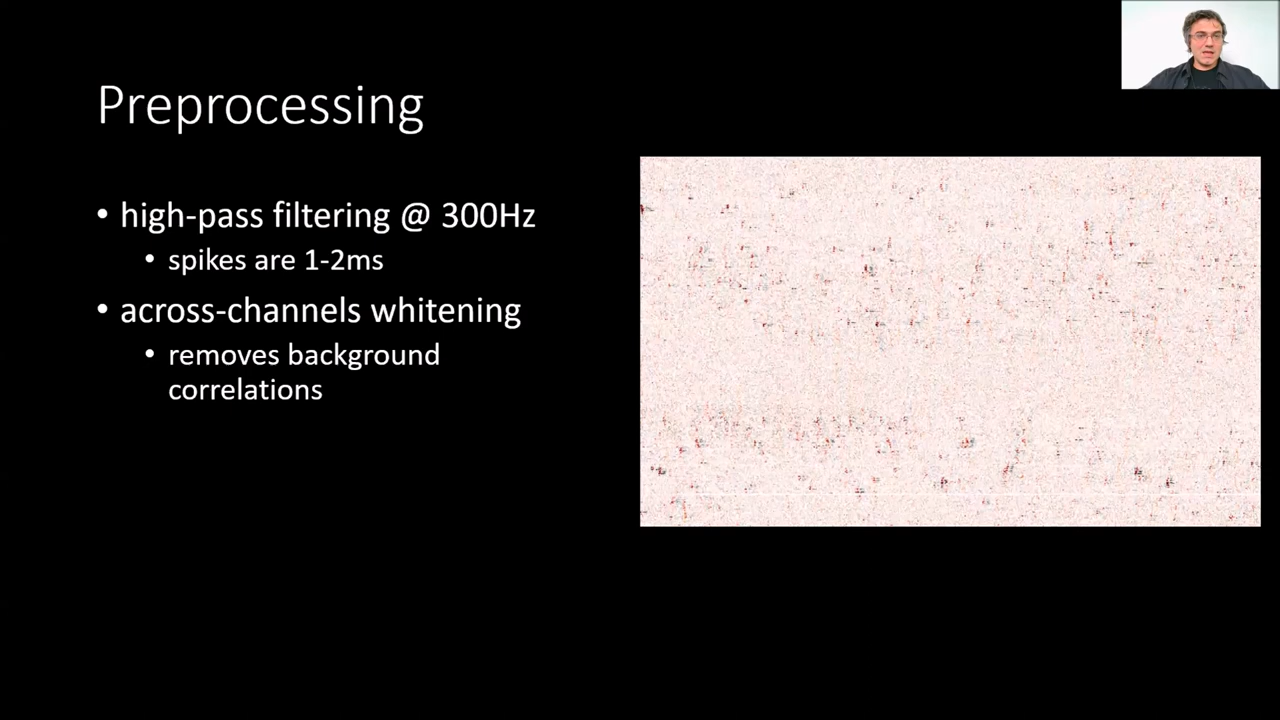 Preprocessing
• high-pass filtering @ 300Hz
• spikes are 1-2ms
• across-channels whitening
• removes background
correlations